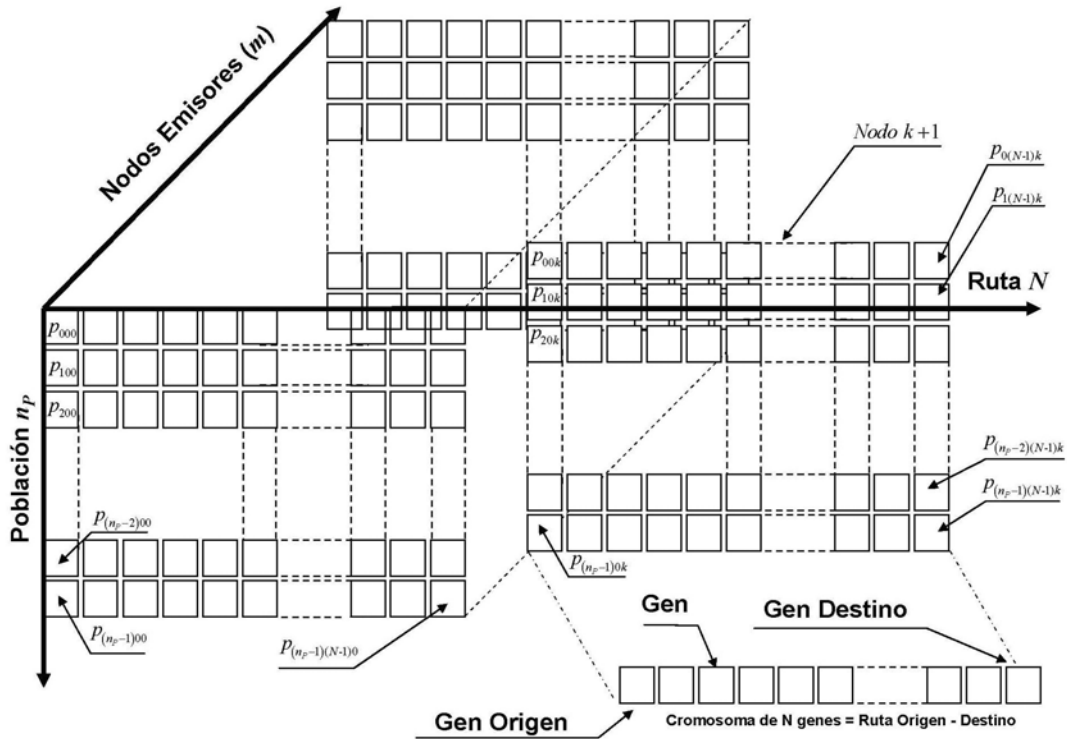 Nodos Emisores (m)
Nodo k+1
p0(N-1)k
p1(N-1)k
Ruta N
p00k
p10k
p20k
p000
p100
p200
Población nP
p(nP−2)00
p(nP−1)00
p(nP−1)(N-1)0
p(nP−2)(N-1)k
p(nP−1)(N-1)k
p(nP−1)0k
Gen
Gen Destino
Gen Origen
Cromosoma de N genes = Ruta Origen - Destino